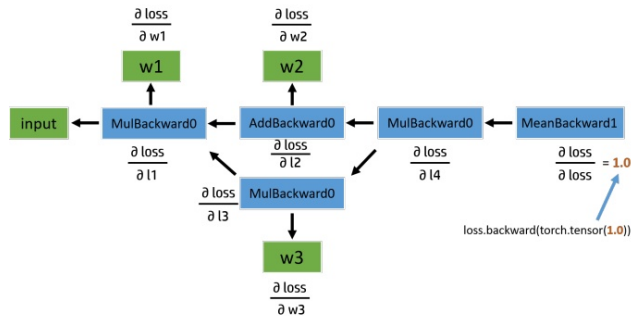 ∂ loss
∂ w1
∂ loss
∂ w2
w1
w2
input
MulBackward0
AddBackward0
MulBackward0
MeanBackward1
∂ loss
∂ l1
∂ loss
∂ l2
∂ loss
∂ l4
∂ loss
∂ loss
= 1.0
∂ loss
∂ l3
MulBackward0
loss.backward(torch.tensor(1.0))
w3
∂ loss
∂ w3